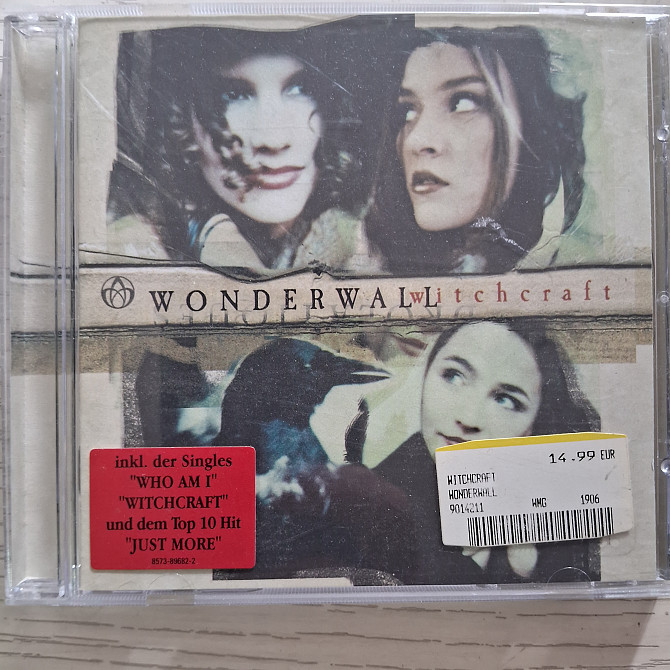 WONDERWALL witchcraft
inkl. der Singles
"WHO AM I"
"WITCHCRAFT"
und dem Top 10 Hit
"JUST MORE"
8573-89682-2
14.99 EUR
WITCHCRAFT
WONDERWALL
9014211 WMG 1906